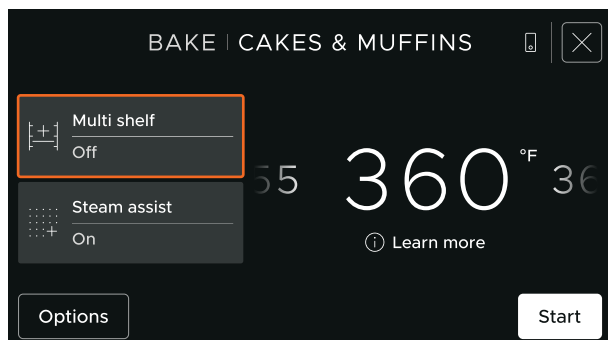 BAKE | CAKES & MUFFINS
Multi shelf
Off
55 360 °F 36
Steam assist
On
Learn more
Options
Start